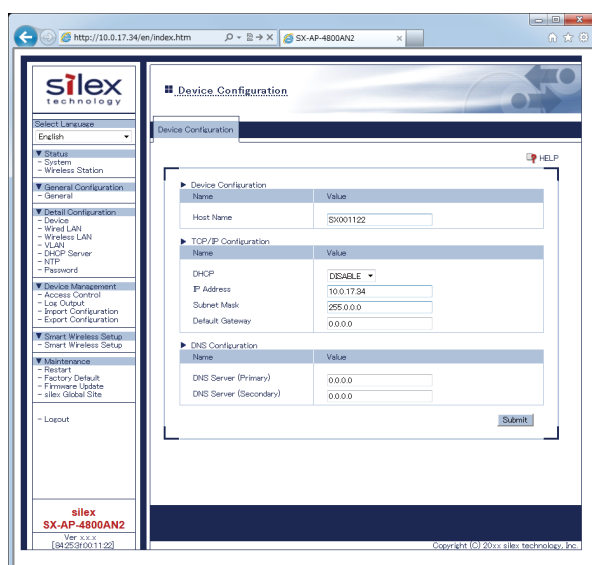 http://10.0.17.34/en/index.htm
SX-AP-4800AN2
silex
technology
Select Language
English
▼ Status
- System
- Wireless Station
▼ General Configuration
- General
▼ Detail Configuration
- Device
- Wired LAN
- Wireless LAN
- VLAN
- DHCP Server
- NTP
- Password
▼ Device Management
- Access Control
- Log Output
- Import Configuration
- Export Configuration
▼ Smart Wireless Setup
- Smart Wireless Setup
▼ Maintenance
- Restart
- Factory Default
- Firmware Update
- silex Global Site
- Logout
silex
SX-AP-4800AN2
Ver x.x.x
[84:25:3f:00:11:22]
Device Configuration
Device Configuration
HELP
Device Configuration
Name Value
Host Name SX001122
TCP/IP Configuration
Name Value
DHCP DISABLE
IP Address 10.0.17.34
Subnet Mask 255.0.0.0
Default Gateway 0.0.0.0
DNS Configuration
Name Value
DNS Server (Primary) 0.0.0.0
DNS Server (Secondary) 0.0.0.0
Submit
Copyright (C) 20xx silex technology, Inc.